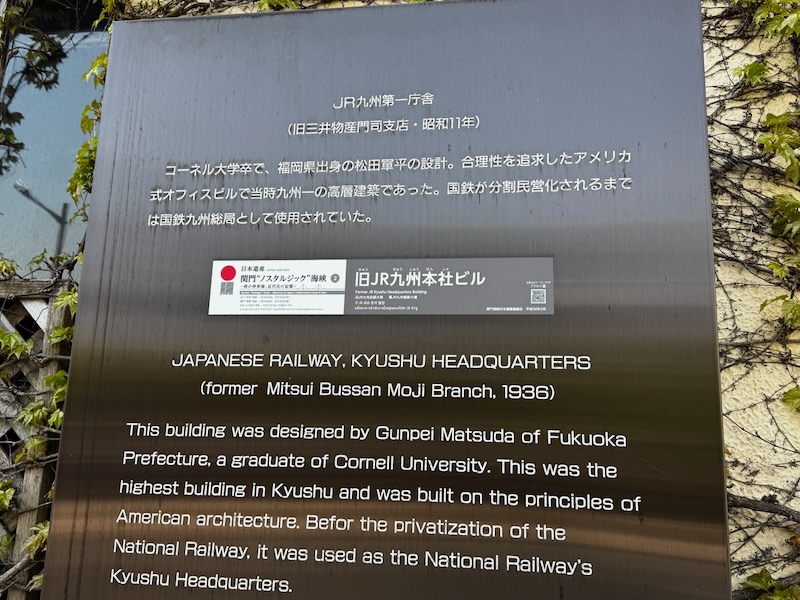 JR九州第一庁舎
（旧三井物産門司支店・昭和11年）
コーネル大学卒で、福岡県出身の松田軍平の設計。合理性を追求したアメリカ
式オフィスビルで当時九州一の高層建築であった。国鉄が分割民営化されるまで
は国鉄九州総局として使用されていた。
日本遺産
関門"ノスタルジック"海峡
旧JR九州本社ビル
Former JR Kyushu Headquarters Building
JAPANESE RAILWAY, KYUSHU HEADQUARTERS
(former Mitsui Bussan Moji Branch, 1936)
This building was designed by Gunpei Matsuda of Fukuoka
Prefecture, a graduate of Cornell University. This was the
highest building in Kyushu and was built on the principles of
American architecture. Befor the privatization of the
National Railway, it was used as the National Railway's
Kyushu Headquarters.